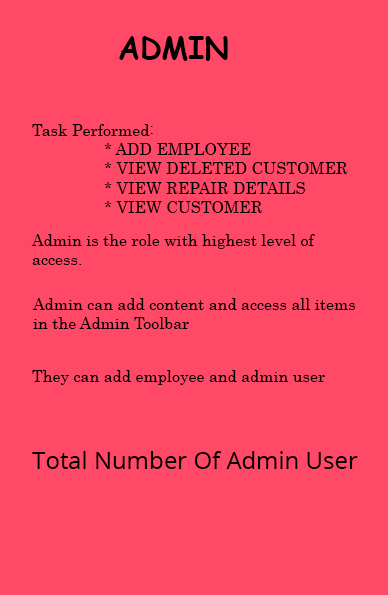 ADMIN
Task Performed:
* ADD EMPLOYEE
* VIEW DELETED CUSTOMER
* VIEW REPAIR DETAILS
* VIEW CUSTOMER
Admin is the role with highest level of
access.
Admin can add content and access all items
in the Admin Toolbar
They can add employee and admin user
Total Number Of Admin User